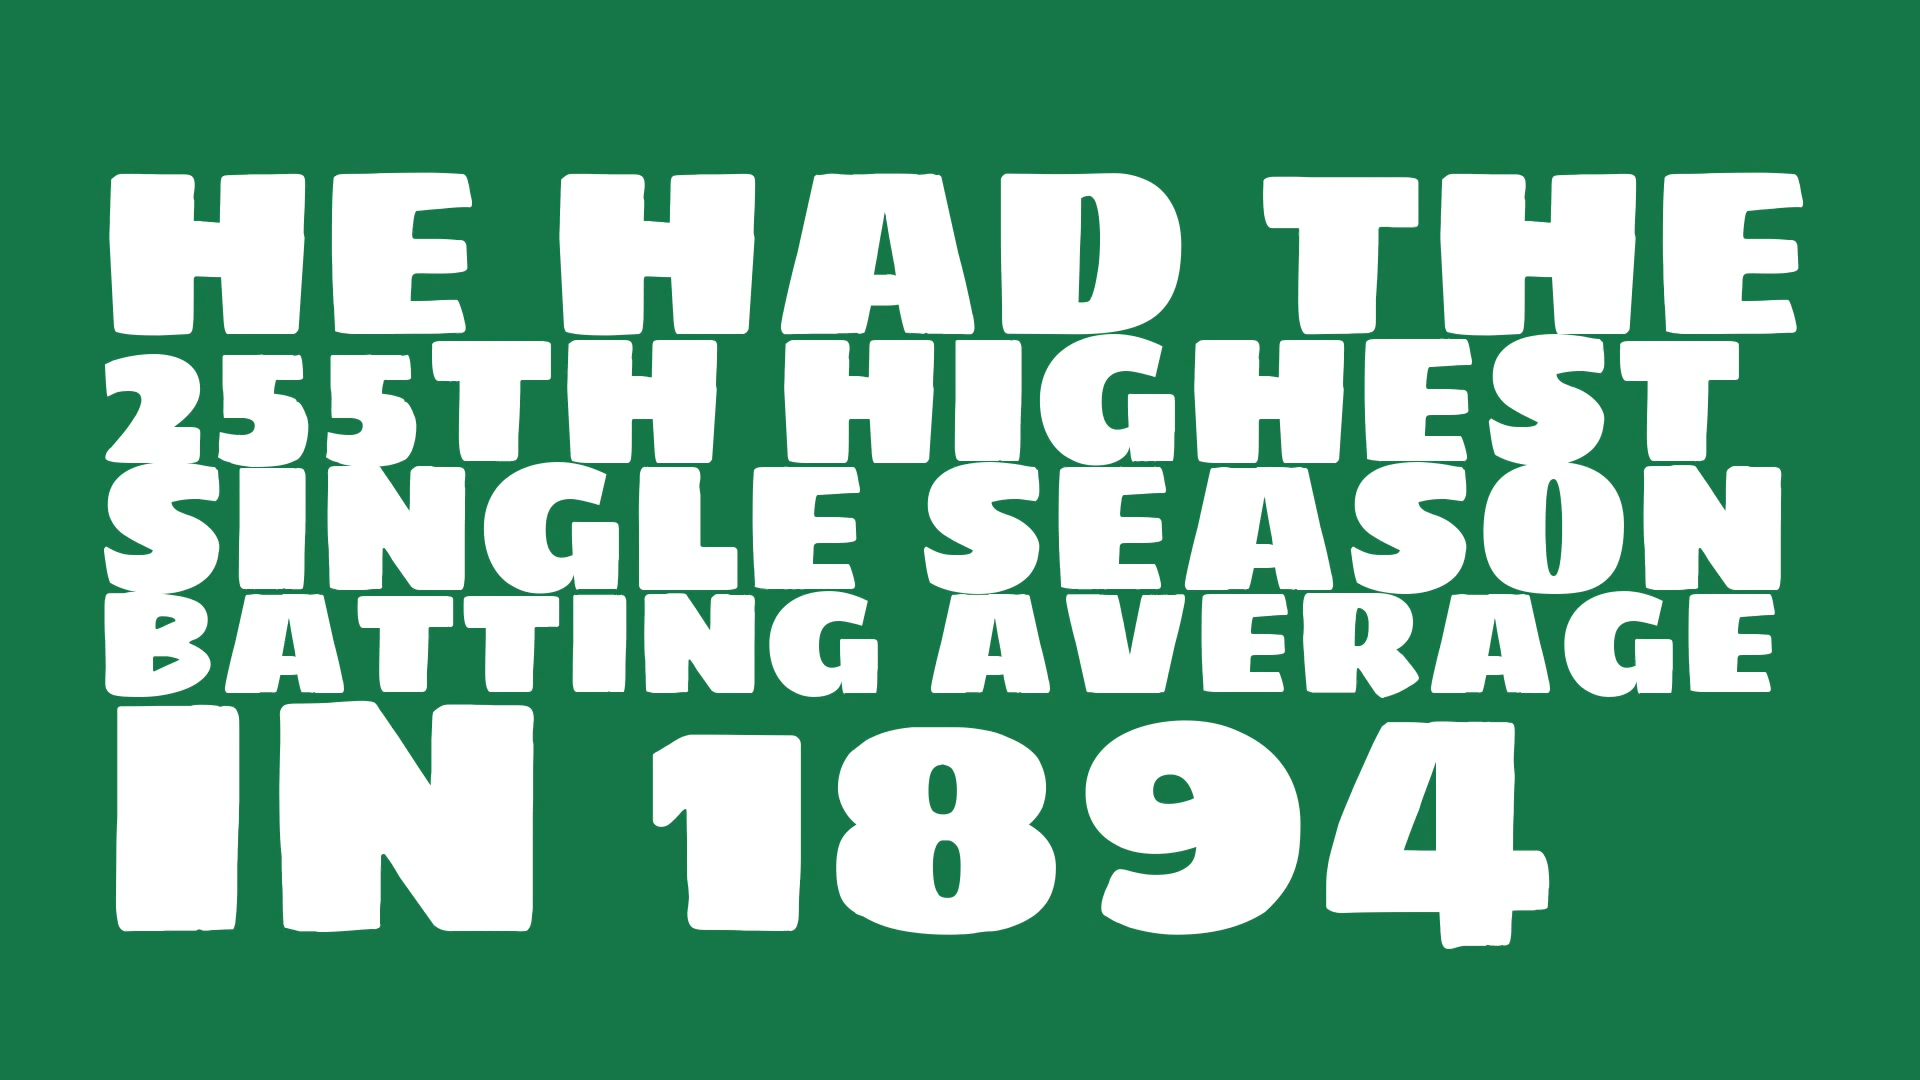 HE HAD THE
255TH HIGHEST
SINGLE SEASON
BATTING AVERAGE
IN 1894